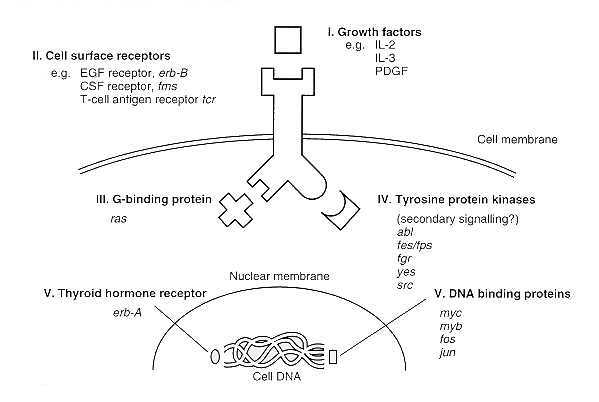 I. Growth factors
e.g. IL-2
IL-3
PDGF
II. Cell surface receptors
e.g. EGF receptor, erb-B
CSF receptor, fms
T-cell antigen receptor tcr
Cell membrane
III. G-binding protein
ras
IV. Tyrosine protein kinases
(secondary signalling?)
abl
fes/fps
fgr
yes
src
Nuclear membrane
V. Thyroid hormone receptor
erb-A
V. DNA binding proteins
myc
myb
fos
jun
Cell DNA